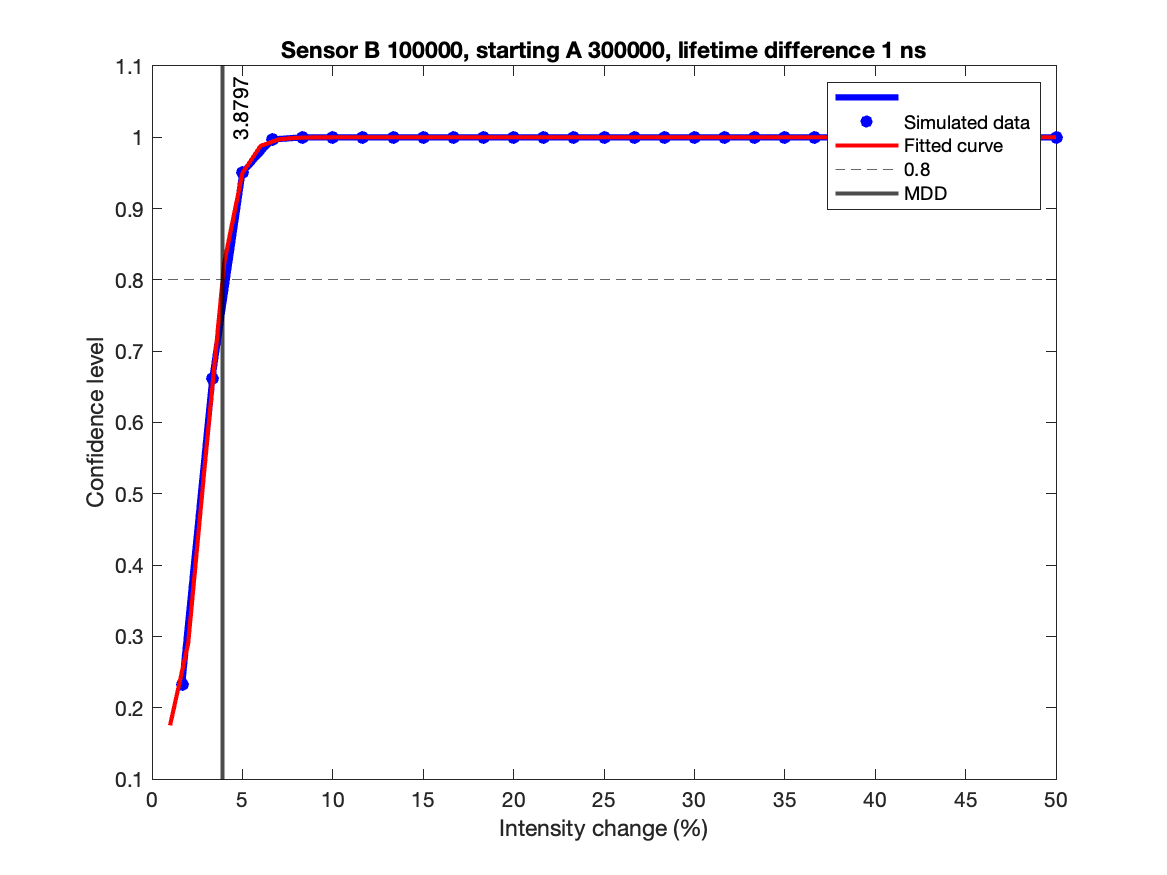 Sensor B 100000, starting A 300000, lifetime difference 1 ns
1.1
1
0.9
0.8
0.7
0.6
0.5
0.4
0.3
0.2
0.1
Confidence level
3.8797
Simulated data
Fitted curve
0.8
MDD
0 5 10 15 20 25 30 35 40 45 50
Intensity change (%)